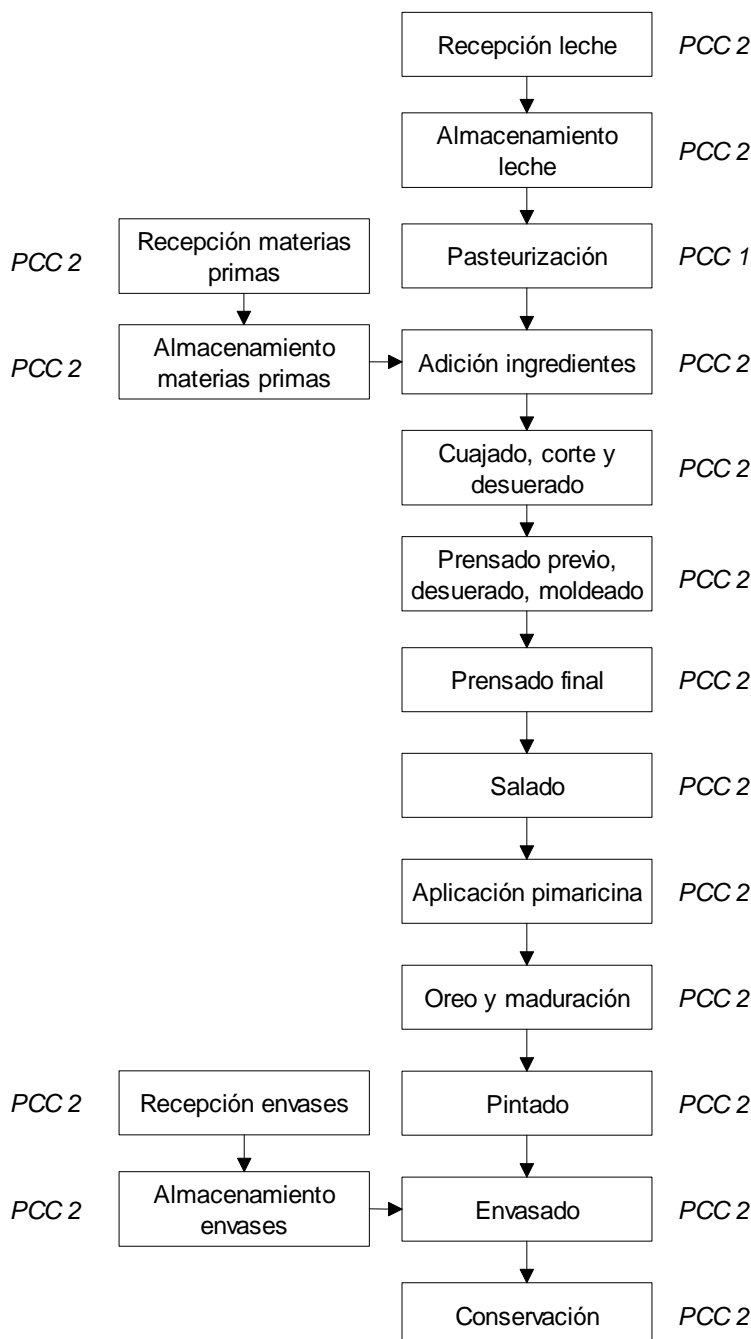 Recepción leche PCC 2
Almacenamiento
leche
PCC 2
Recepción materias
primas
PCC 2
Pasteurización PCC 1
Almacenamiento
materias primas
PCC 2
Adición ingredientes PCC 2
Cuajado, corte y
desuerado
PCC 2
Prensado previo,
desuerado, moldeado
PCC 2
Prensado final PCC 2
Salado PCC 2
Aplicación pimaricina PCC 2
Oreo y maduración PCC 2
PCC 2 Recepción envases
Pintado PCC 2
PCC 2
Almacenamiento
envases
Envasado PCC 2
Conservación PCC 2